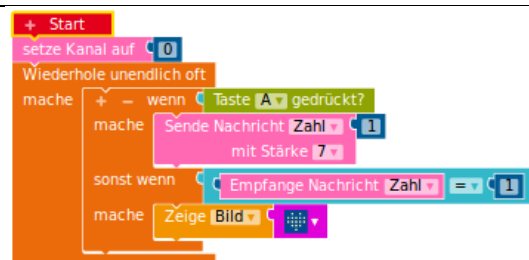 + Start
setze Kanal auf 0
Wiederhole unendlich oft
mache + - wenn Taste A gedrückt?
mache Sende Nachricht Zahl 1
mit Stärke 7
sonst wenn Empfange Nachricht Zahl = 1
mache Zeige Bild